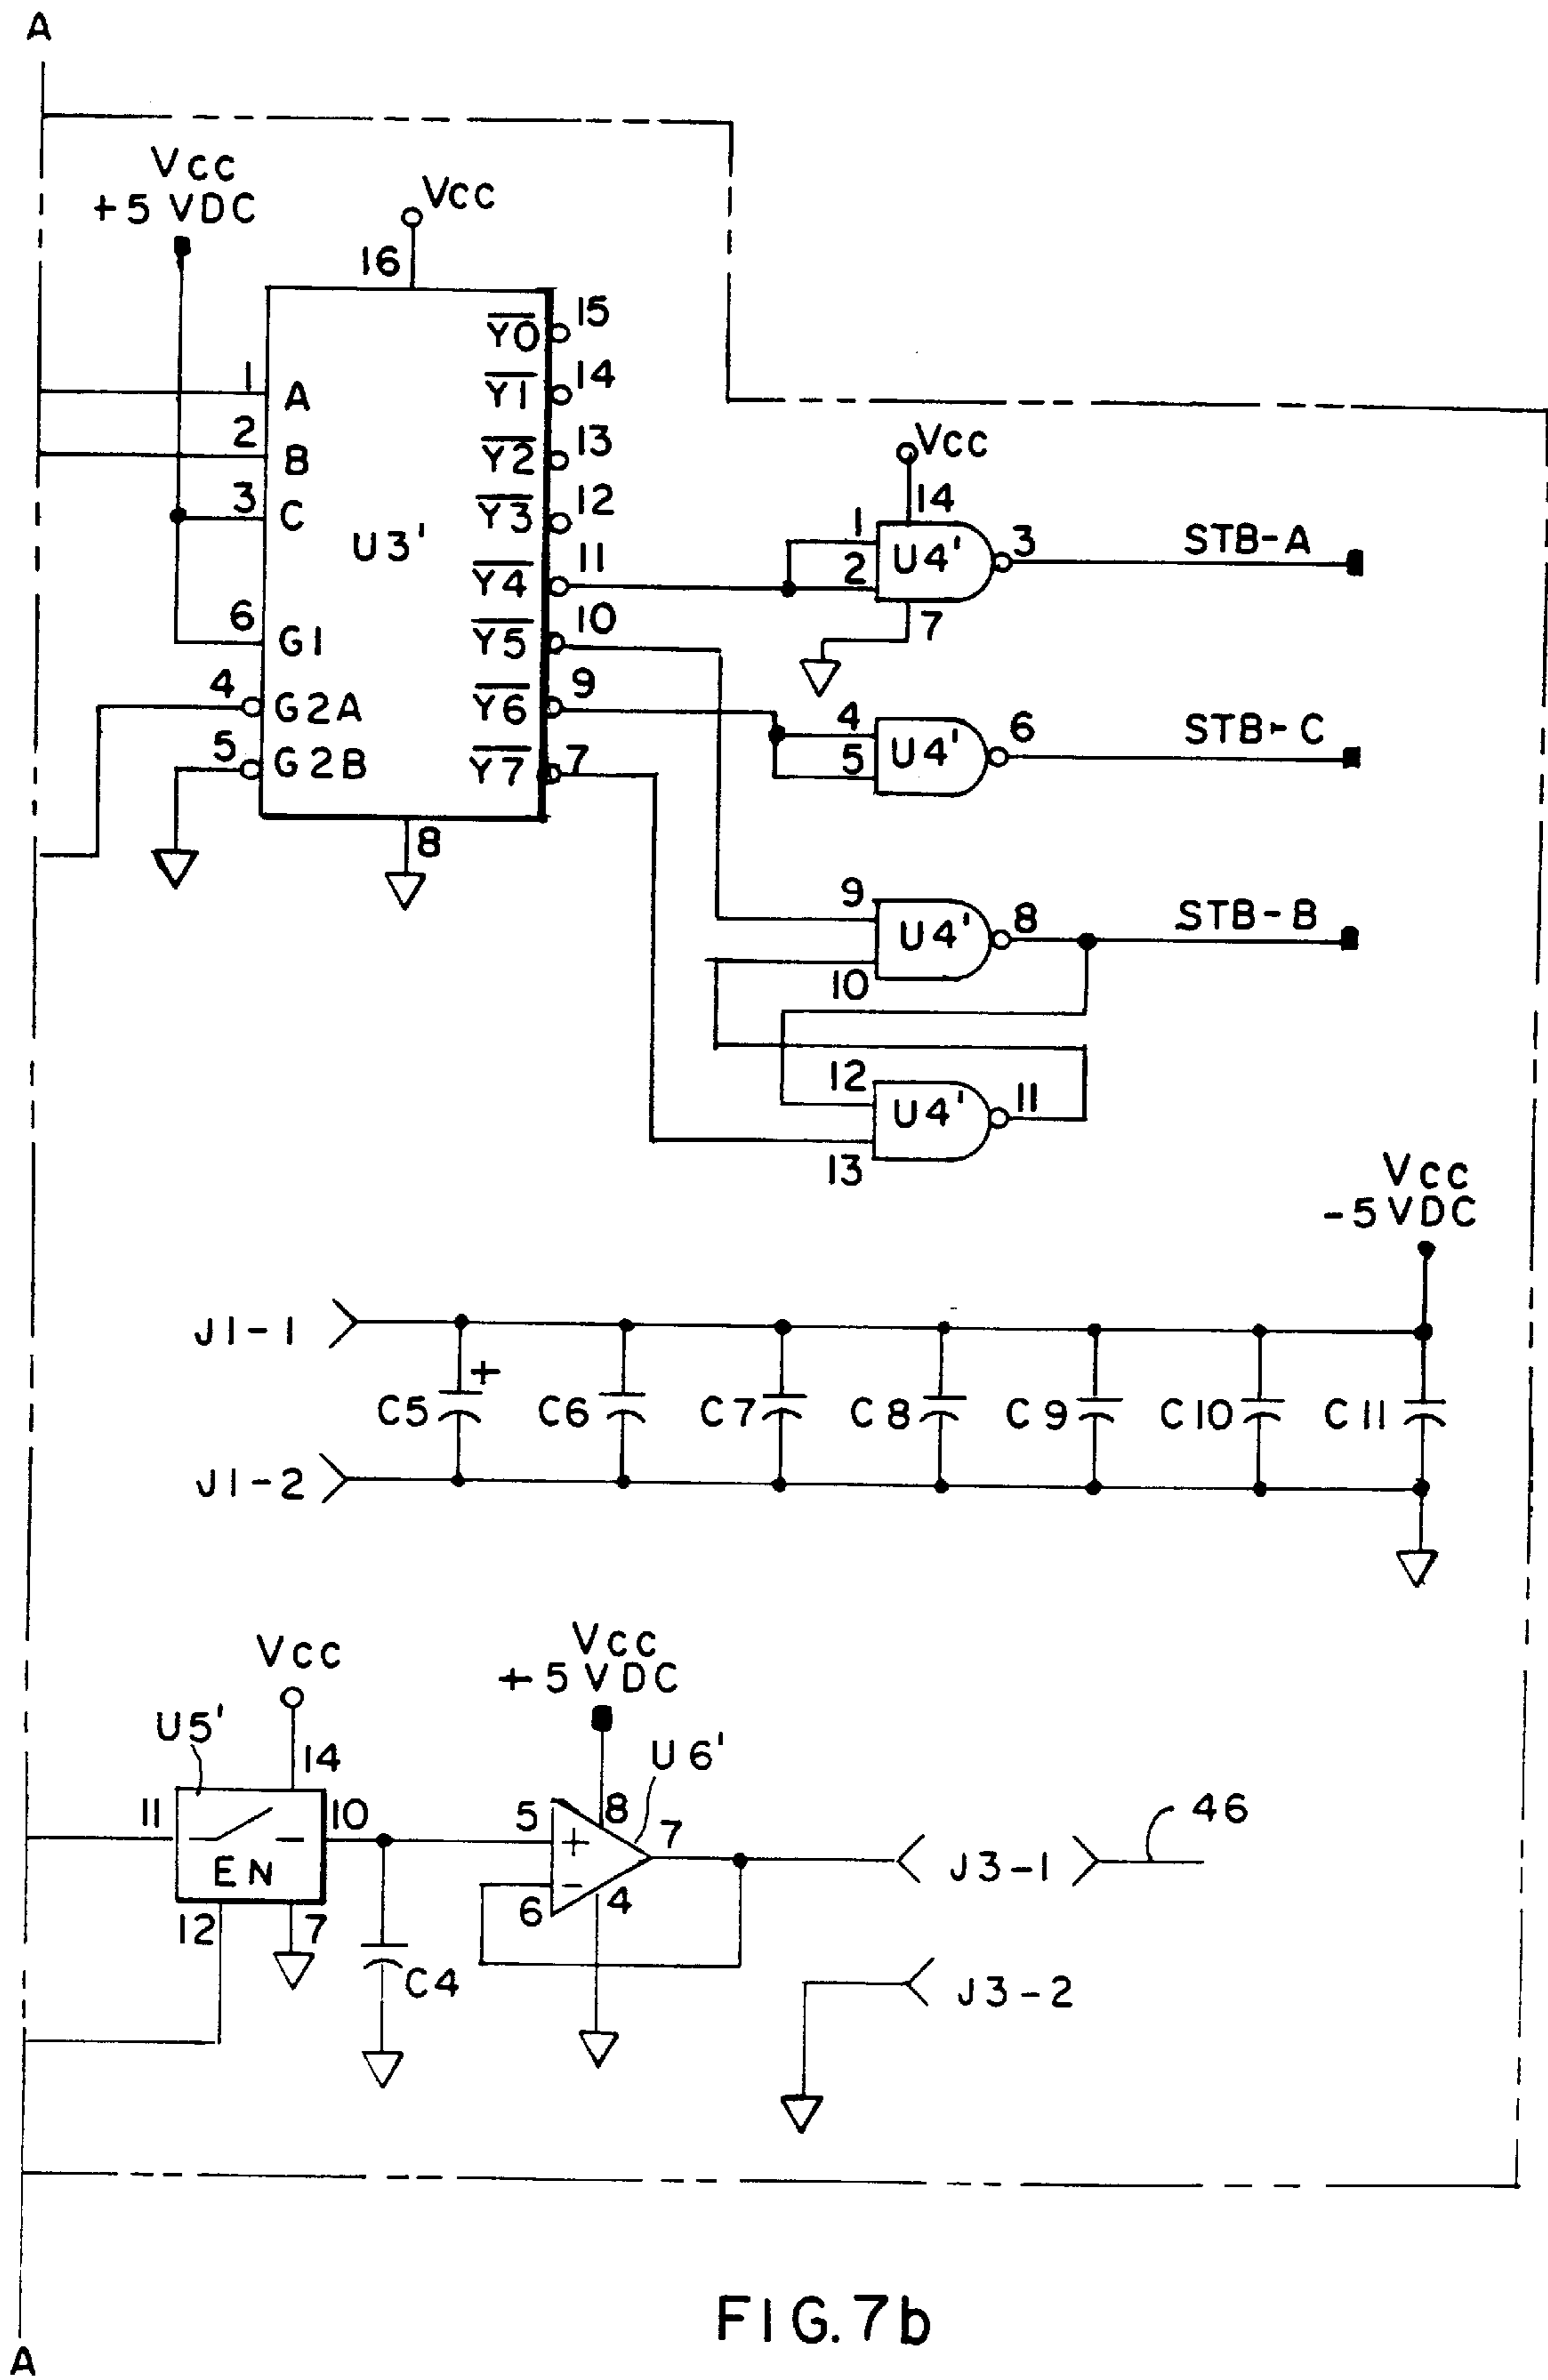 A
Vcc
+5 VDC
Vcc
16
1 A
2 B
3 C
6 G1
4 G2A
5 G2B
U3'
8
Y0 15
Y1 14
Y2 13
Y3 12
Y4 11
Y5 10
Y6 9
Y7 7
Vcc
14
1
2
U4'
3
STB-A
7
4
5
U4'
6
STB-C
9
10
U4'
8
STB-B
12
13
U4'
11
Vcc
-5 VDC
J1-1
+
C5 C6 C7 C8 C9 C10 C11
J1-2
Vcc
U5'
14
11
10
EN
12
7
C4
Vcc
+5 VDC
U6'
5
+
8
7
6
-
4
J3-1
46
J3-2
FIG.7b
A